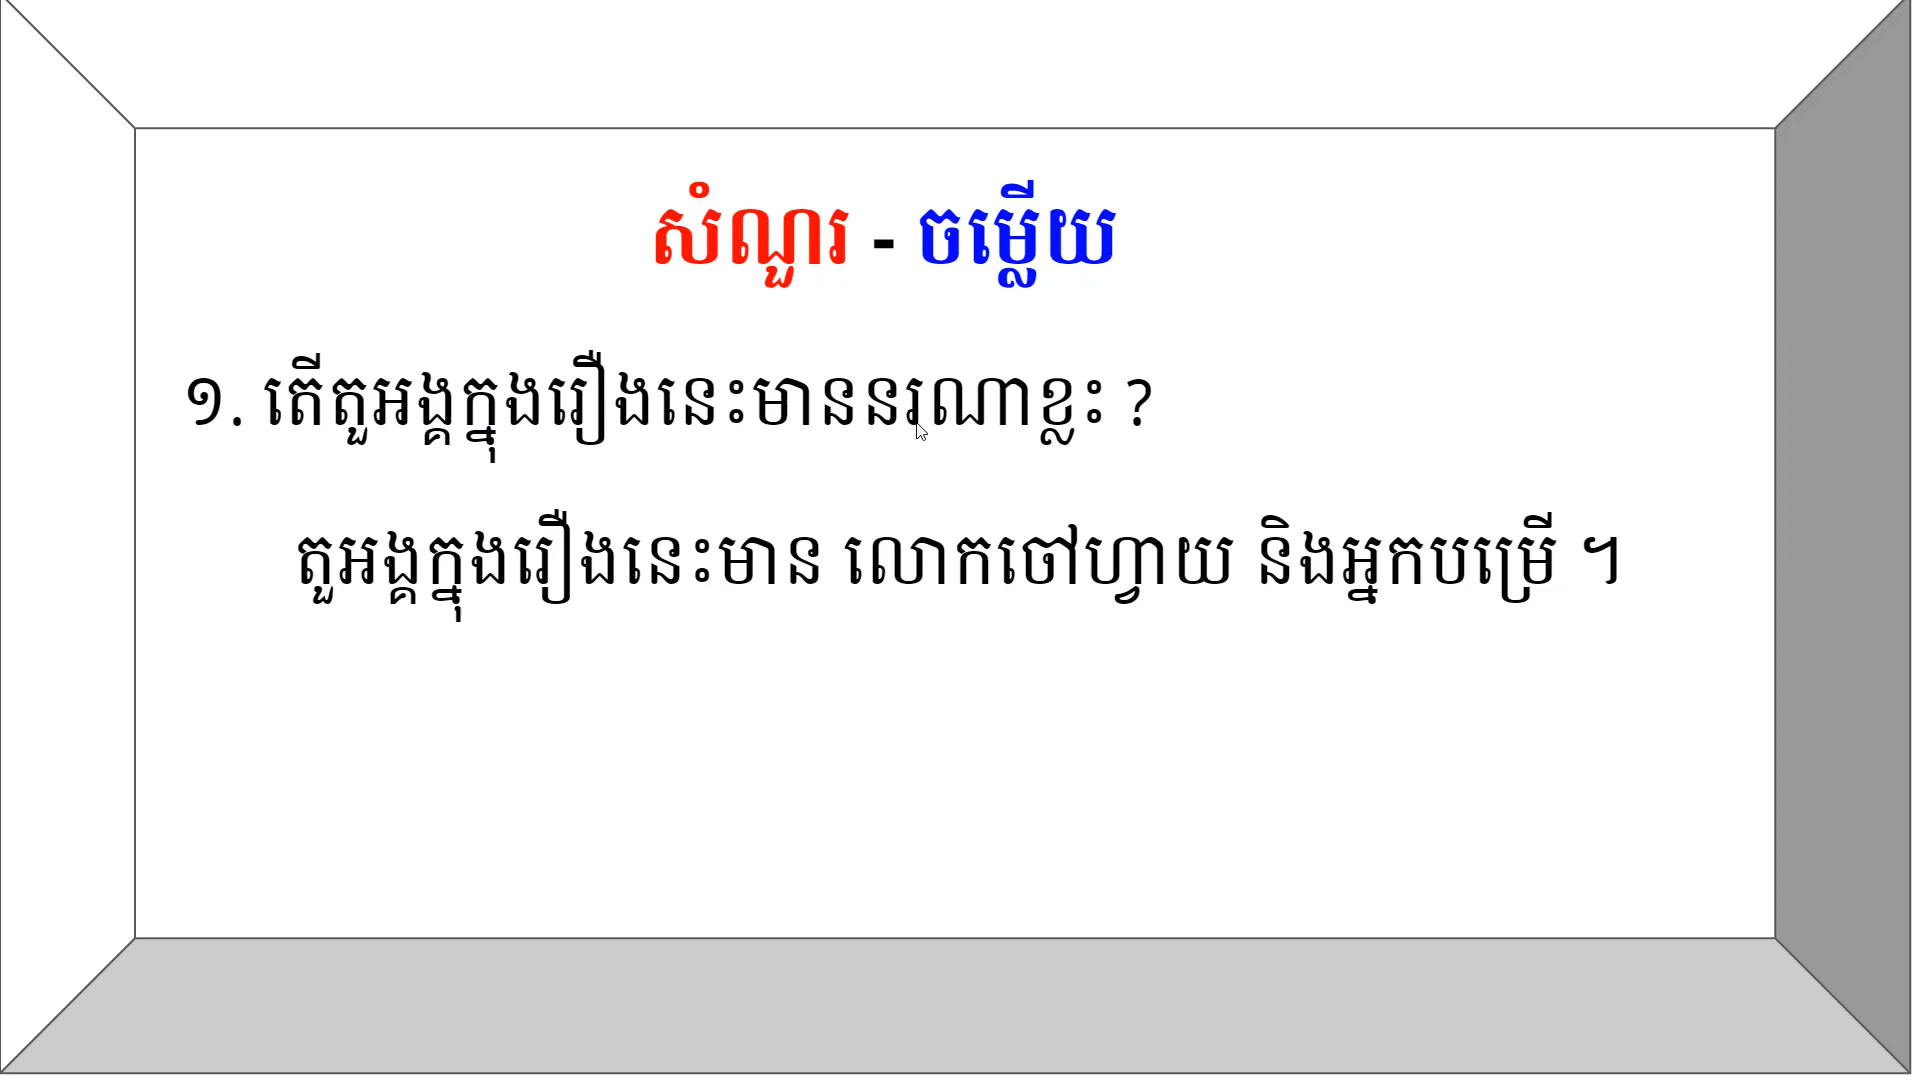 សំណួរ - ចម្លើយ
១. តើតួអង្គក្នុងរឿងនេះមាននរណាខ្លះ ?
តួអង្គក្នុងរឿងនេះមាន លោកចៅហ្វាយ និងអ្នកបម្រើ ។